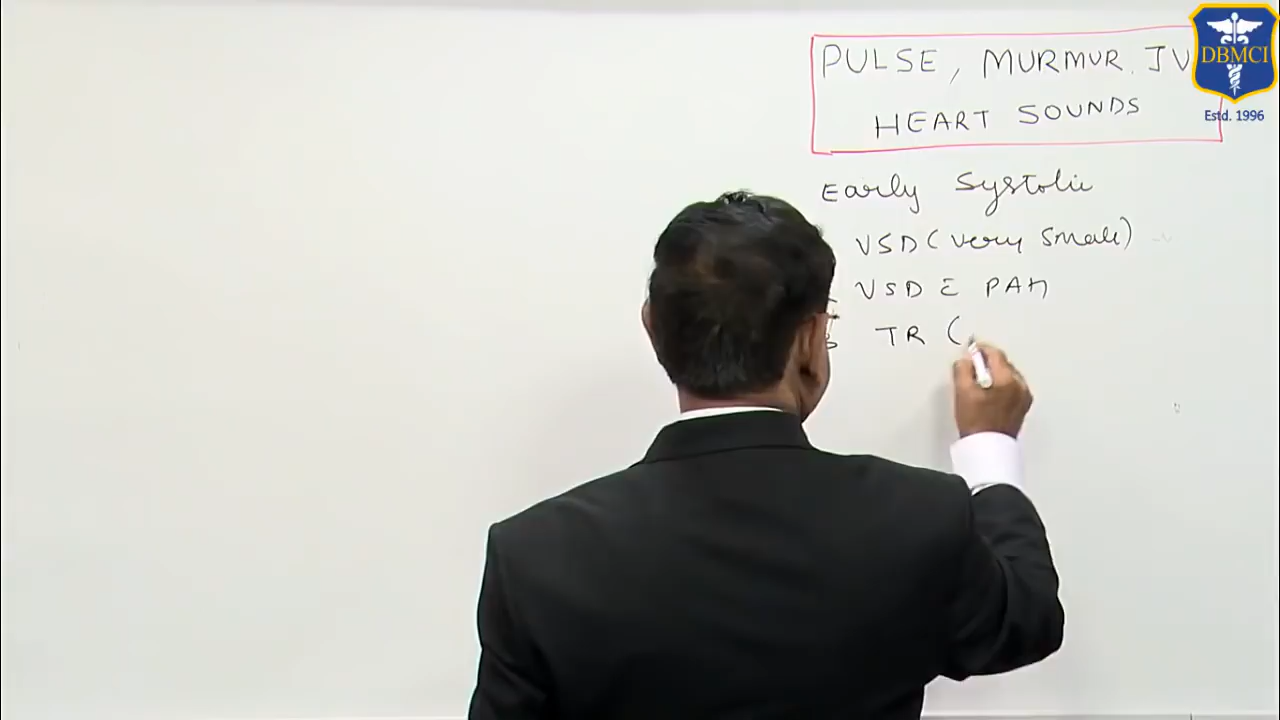 PULSE, MURMUR. JV
HEART SOUNDS
DBMCI
Estd. 1996
Early Systolic
VSD (very small)
VSD C PAH
TR (